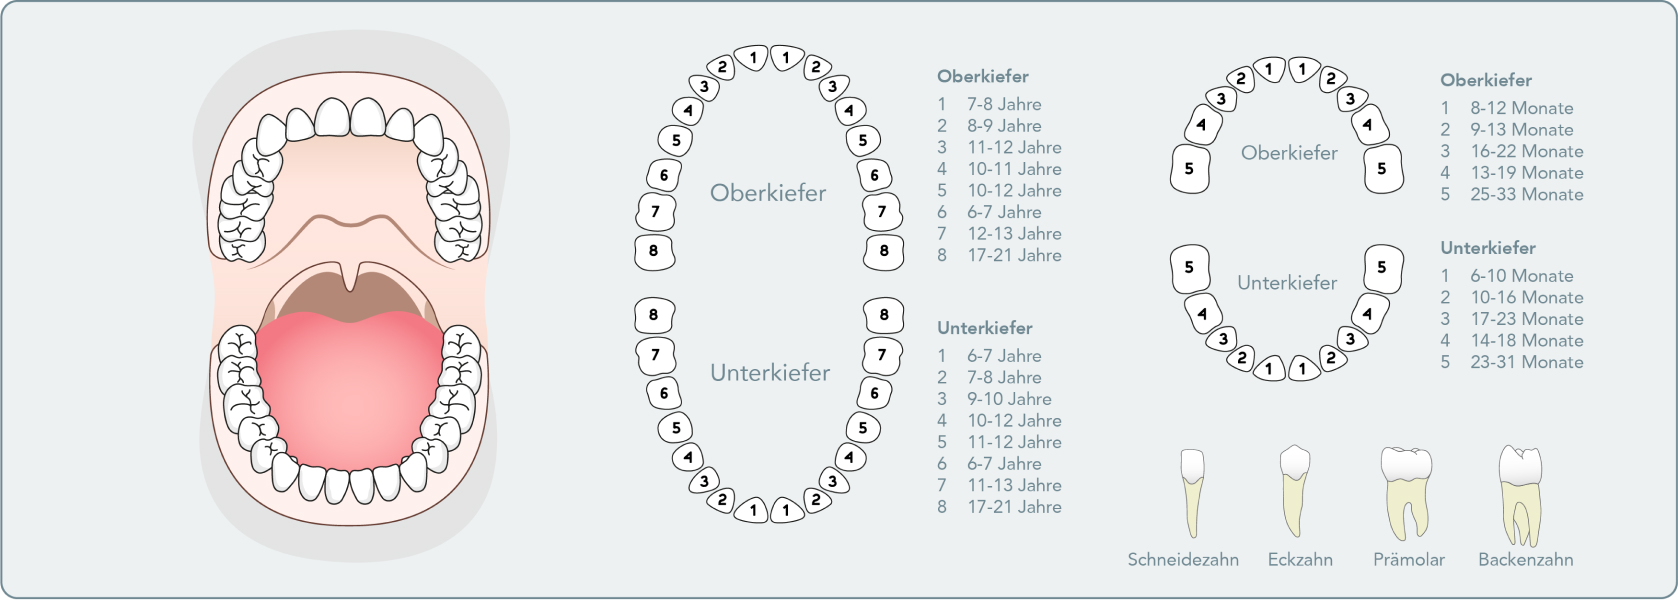 1 1
2 2
3 3
4 4
5 5
6 6
7 7
8 8
Oberkiefer
8 8
7 7
6 6
5 5
4 4
3 3
2 2
1 1
Unterkiefer
Oberkiefer
1 7-8 Jahre
2 8-9 Jahre
3 11-12 Jahre
4 10-11 Jahre
5 10-12 Jahre
6 6-7 Jahre
7 12-13 Jahre
8 17-21 Jahre
Unterkiefer
1 6-7 Jahre
2 7-8 Jahre
3 9-10 Jahre
4 10-12 Jahre
5 11-12 Jahre
6 6-7 Jahre
7 11-13 Jahre
8 17-21 Jahre
1 1
2 2
3 3
4 4
5 5
Oberkiefer
5 5
4 4
3 3
2 2
1 1
Unterkiefer
Oberkiefer
1 8-12 Monate
2 9-13 Monate
3 16-22 Monate
4 13-19 Monate
5 25-33 Monate
Unterkiefer
1 6-10 Monate
2 10-16 Monate
3 17-23 Monate
4 14-18 Monate
5 23-31 Monate
Schneidezahn Eckzahn Prämolar Backenzahn